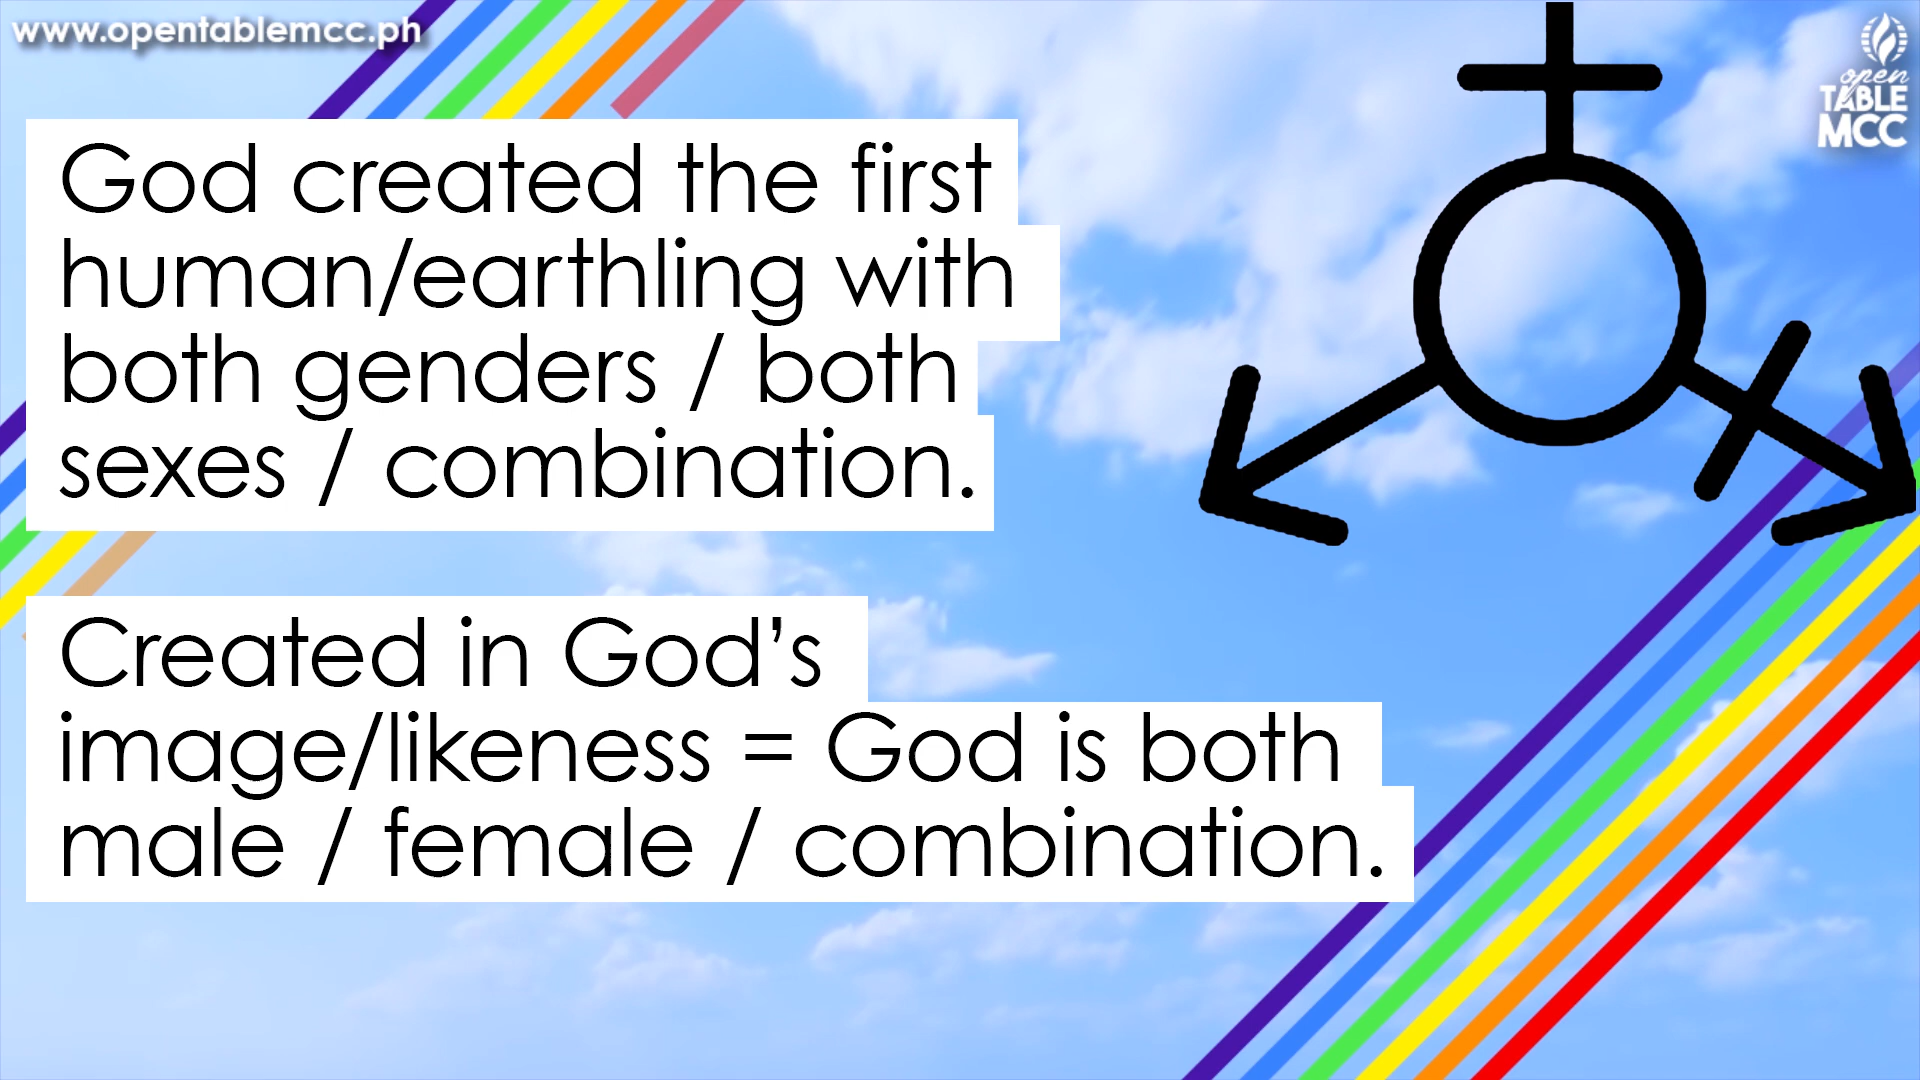 www.opentablemcc.ph
open
TABLE
MCC
God created the first
human/earthling with
both genders / both
sexes / combination.
Created in God's
image/likeness = God is both
male / female / combination.